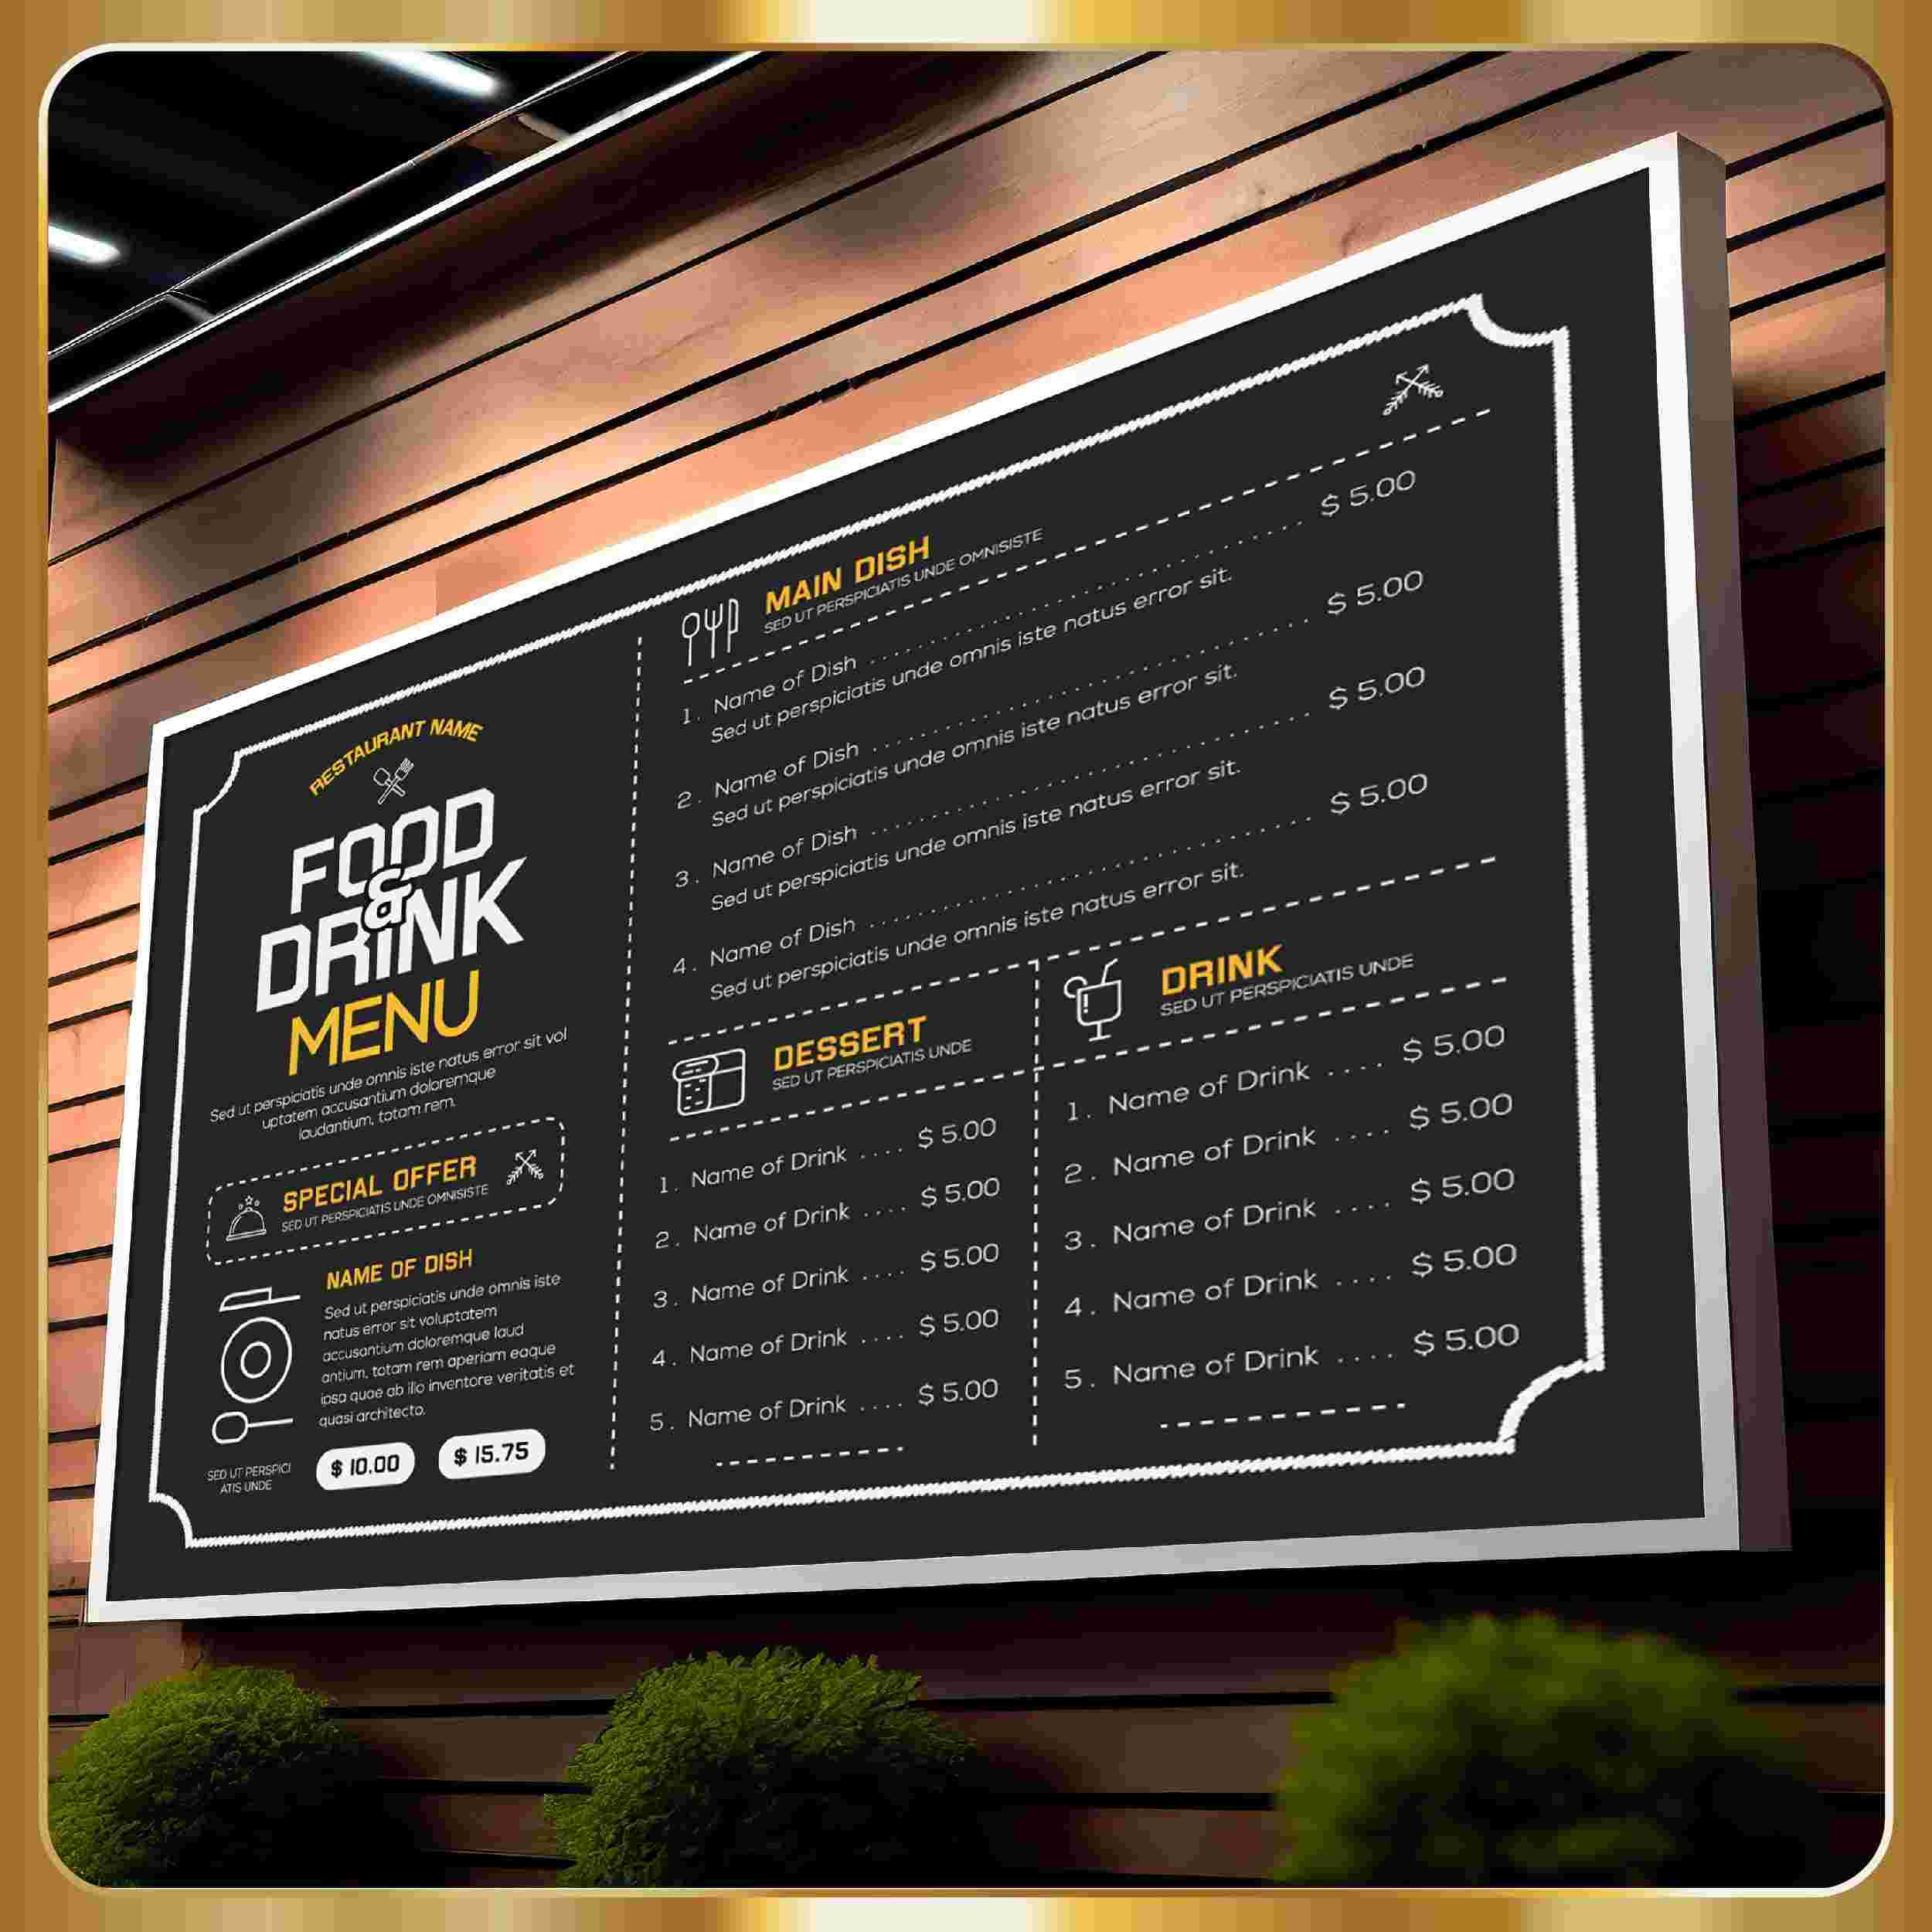 RESTAURANT NAME
FOOD
&
DRiNK
MENU
Sed ut perspiciatis unde omnis iste natus error sit vol
uptatem accusantium doloremque
laudantium, totam rem.
SPECIAL OFFER
SED UT PERSPICIATIS UNDE OMNISISTE
NAME OF DISH
Sed ut perspiciatis unde omnis iste
natus error sit voluptatem
accusantium doloremque laud
antium, totam rem aperiam eaque
ipsa quae ab illo inventore veritatis et
quasi architecto.
SED UT PERSPICI
ATIS UNDE
$ 10.00 $ 15.75
MAIN DISH
SED UT PERSPICIATIS UNDE OMNISISTE
1. Name of Dish ........................................ $ 5.00
Sed ut perspiciatis unde omnis iste natus error sit.
2. Name of Dish ........................................ $ 5.00
Sed ut perspiciatis unde omnis iste natus error sit.
3. Name of Dish ........................................ $ 5.00
Sed ut perspiciatis unde omnis iste natus error sit.
4. Name of Dish ........................................ $ 5.00
Sed ut perspiciatis unde omnis iste natus error sit.
DESSERT
SED UT PERSPICIATIS UNDE
1. Name of Drink .... $ 5.00
2. Name of Drink .... $ 5.00
3. Name of Drink .... $ 5.00
4. Name of Drink .... $ 5.00
5. Name of Drink .... $ 5.00
DRINK
SED UT PERSPICIATIS UNDE
1. Name of Drink .... $ 5.00
2. Name of Drink .... $ 5.00
3. Name of Drink .... $ 5.00
4. Name of Drink .... $ 5.00
5. Name of Drink .... $ 5.00